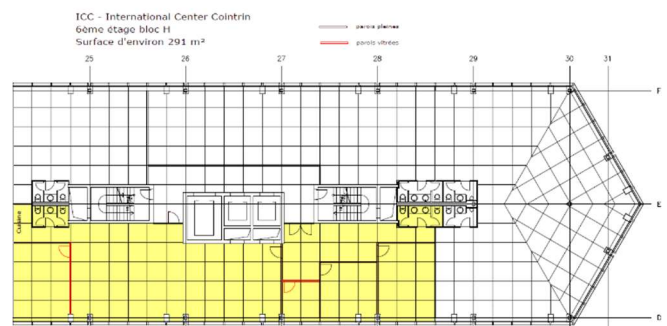 ICC - International Center Cointrin
6ème étage bloc H
Surface d'environ 291 m²
parois pleines
parois vitrées
25 26 27 28 29 30 31
F
E
Cuisine
D